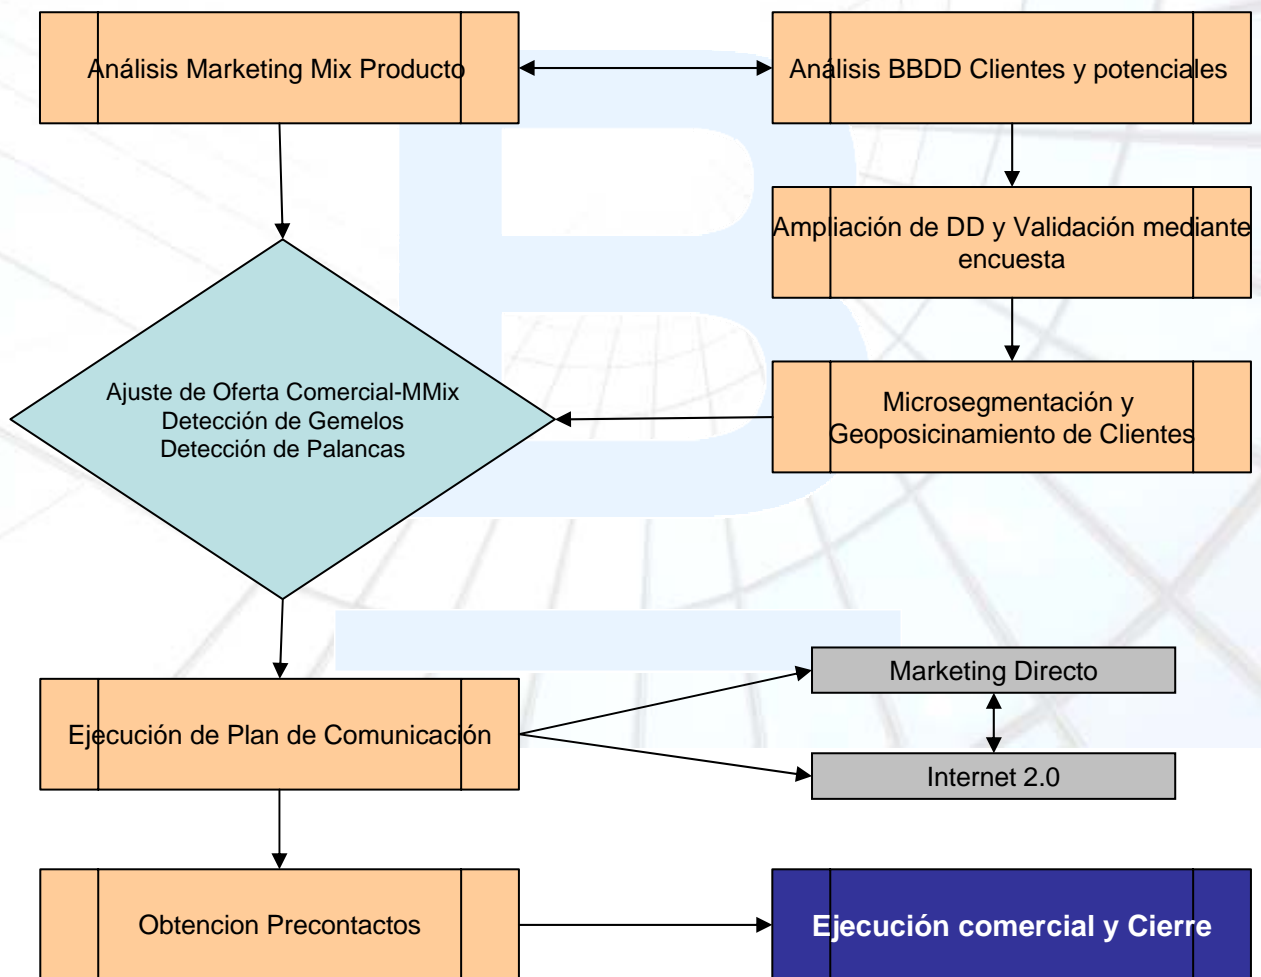 Análisis Marketing Mix Producto
Análisis BBDD Clientes y potenciales
Ampliación de DD y Validación mediante
encuesta
Microsegmentación y
Geoposicinamiento de Clientes
Ajuste de Oferta Comercial-MMix
Detección de Gemelos
Detección de Palancas
Ejecución de Plan de Comunicación
Marketing Directo
Internet 2.0
Obtencion Precontactos
Ejecución comercial y Cierre